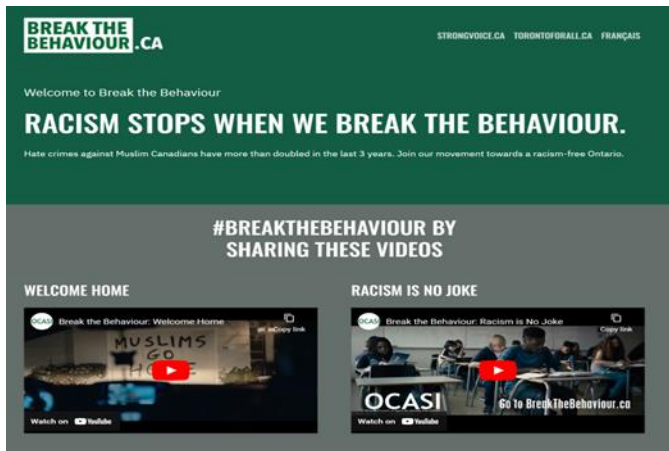 BREAK THE
BEHAVIOUR.CA
STRONGVOICE.CA TORONTOFORALL.CA FRANÇAIS
Welcome to Break the Behaviour
RACISM STOPS WHEN WE BREAK THE BEHAVIOUR.
Hate crimes against Muslim Canadians have more than doubled in the last 3 years. Join our movement towards a racism-free Ontario.
#BREAKTHEBEHAVIOUR BY
SHARING THESE VIDEOS
WELCOME HOME
OCASI Break the Behaviour: Welcome Home
Copy link
MUSLIMS
GO
HOME
Watch on YouTube
RACISM IS NO JOKE
OCASI Break the Behaviour: Racism is No Joke
Copy link
OCASI
Go to BreakTheBehaviour.ca
Watch on YouTube